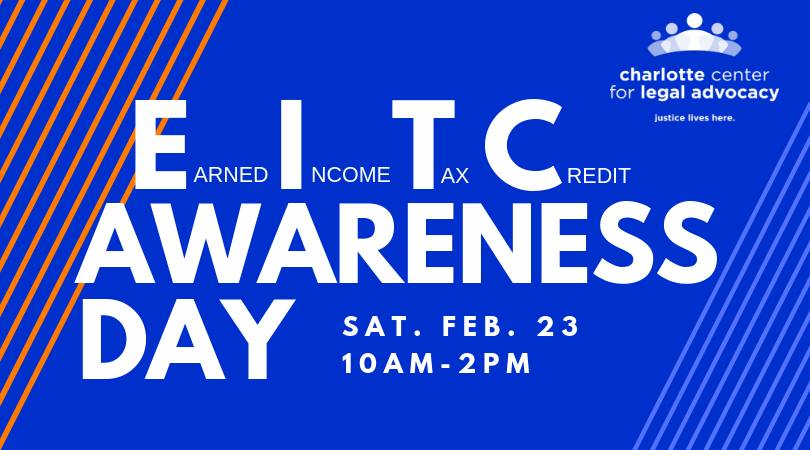 charlotte center
for legal advocacy
justice lives here.
EARNED INCOME TAX CREDIT
AWARENESS
DAY
SAT. FEB. 23
10AM-2PM